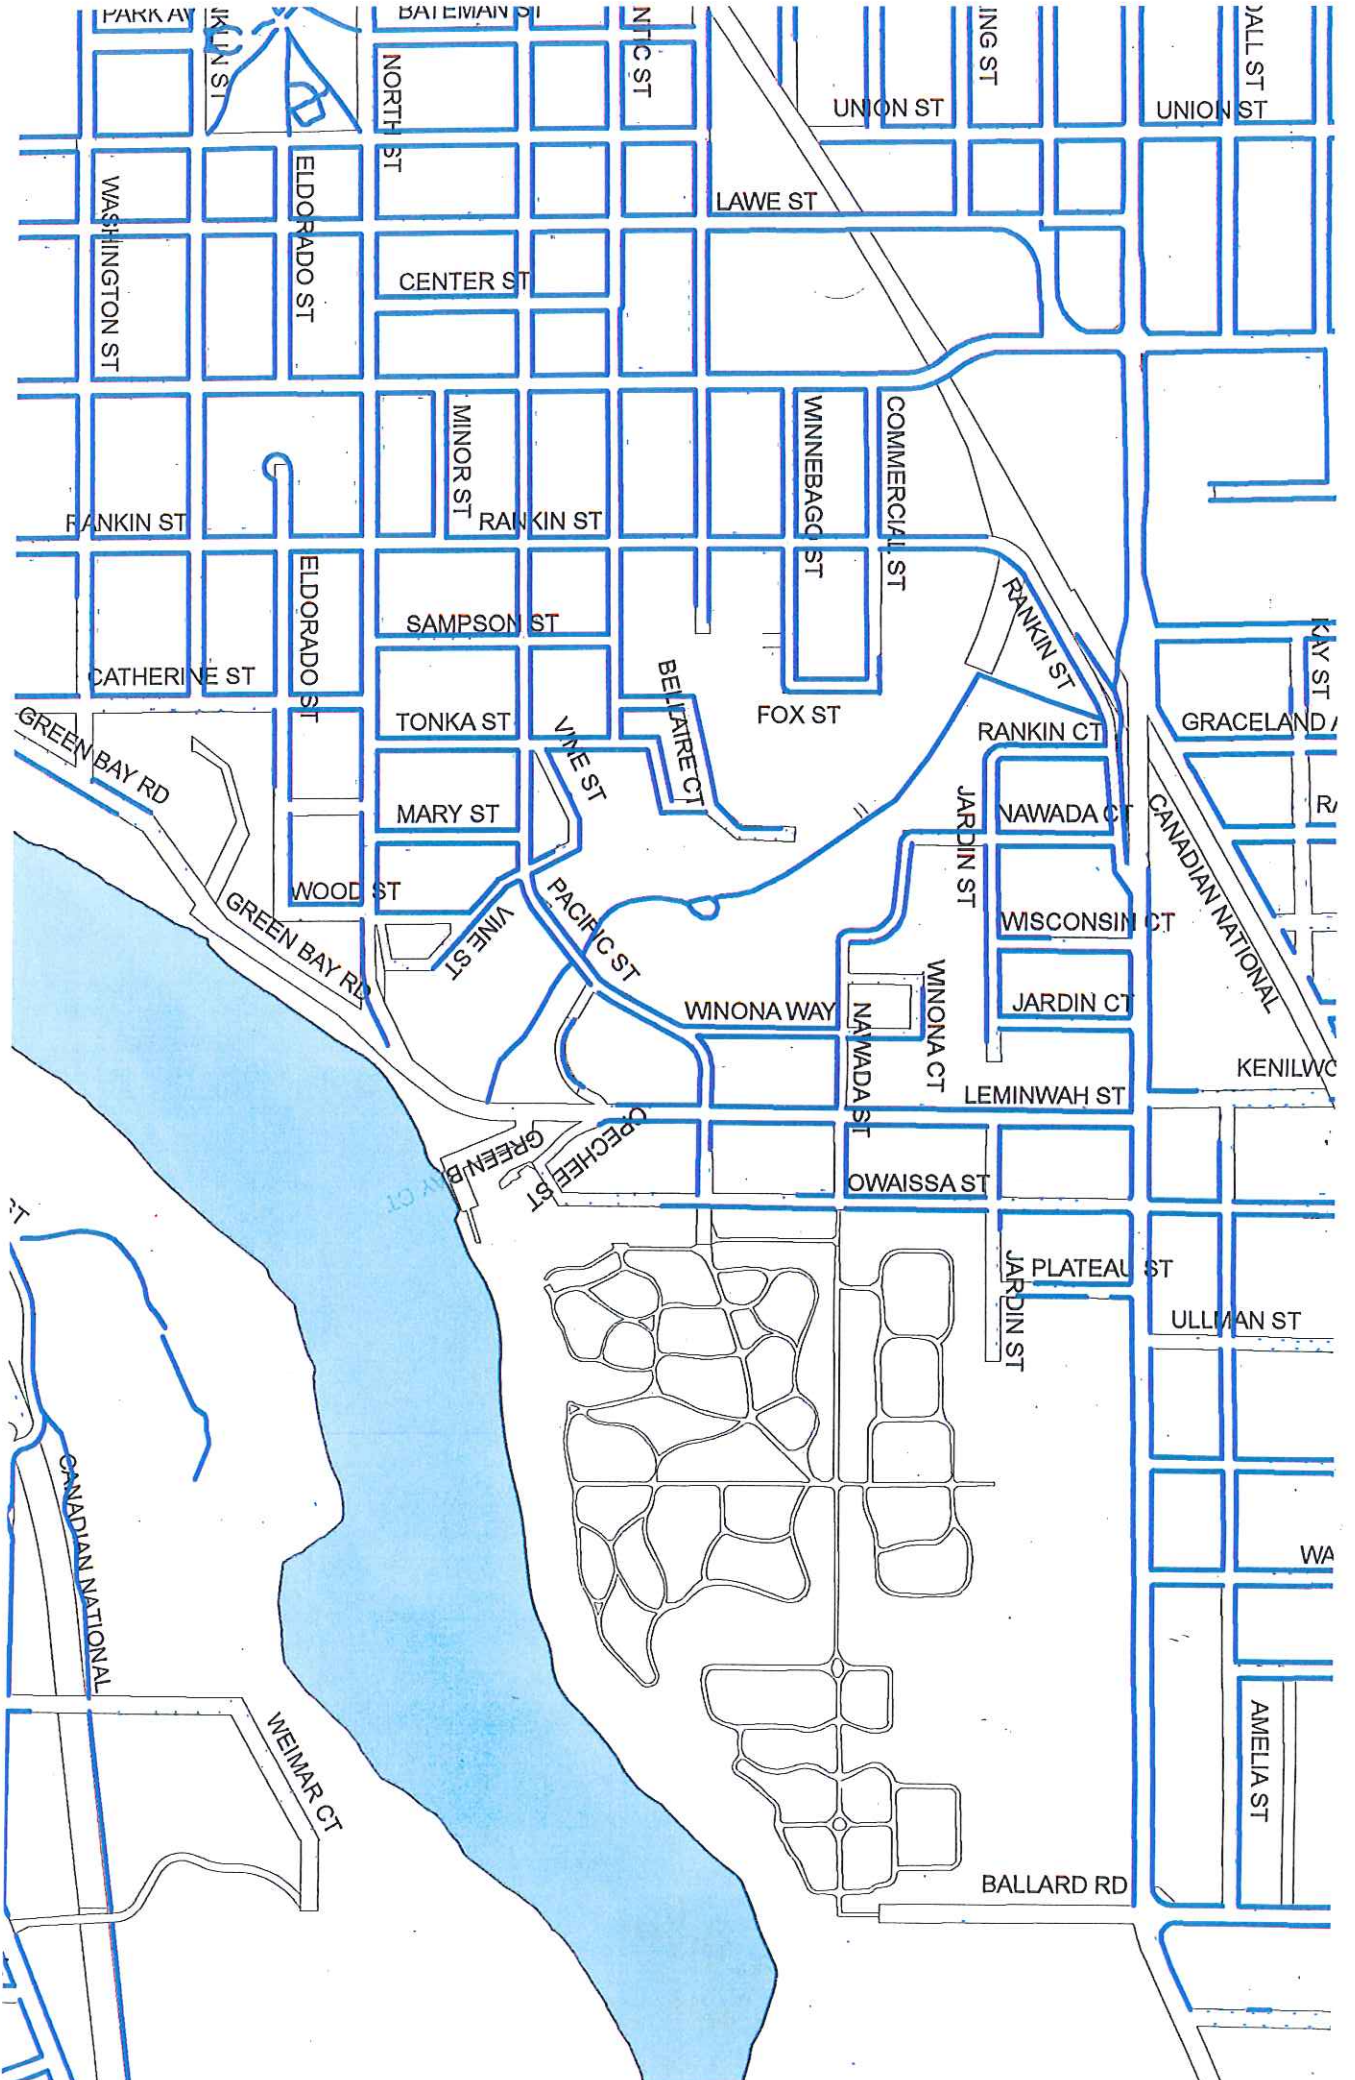 PARK AV
BATEMAN ST
NORTH ST
UNION ST
UNION ST
LAWE ST
WASHINGTON ST
ELDORADO ST
CENTER ST
MINOR ST
WINNEBAGO ST
COMMERCIAL ST
RANKIN ST
RANKIN ST
ELDORADO ST
SAMPSON ST
RANKIN ST
KAY ST
CATHERINE ST
BELLAIRE CT
FOX ST
TONKA ST
VINE ST
RANKIN CT
GRACELAND A
GREEN BAY RD
MARY ST
JARDIN ST
NAWADA CT
CANADIAN NATIONAL
WOOD ST
GREEN BAY RD
VINE ST
PACIFIC ST
WISCONSIN CT
WINONA WAY
NAWADA ST
WINONA CT
JARDIN CT
LEMINWAH ST
KENILWO
GREEN BAY CT
OPECHEE ST
OWAISSA ST
JARDIN ST
PLATEAU ST
ULLMAN ST
CANADIAN NATIONAL
WA
WEIMAR CT
AMELIA ST
BALLARD RD